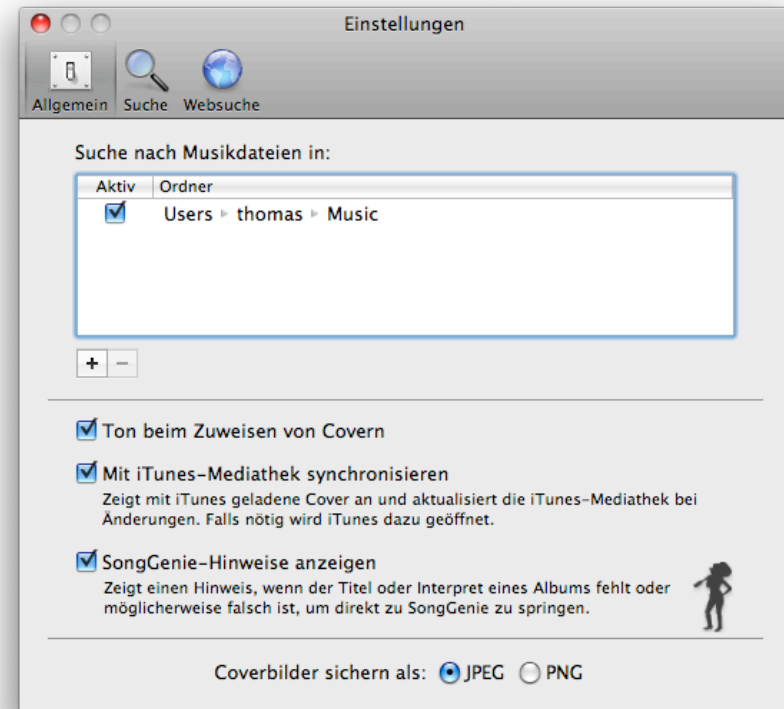 Einstellungen
Allgemein Suche Websuche
Suche nach Musikdateien in:
Aktiv Ordner
Users ▸ thomas ▸ Music
+ −
Ton beim Zuweisen von Covern
Mit iTunes-Mediathek synchronisieren
Zeigt mit iTunes geladene Cover an und aktualisiert die iTunes-Mediathek bei
Änderungen. Falls nötig wird iTunes dazu geöffnet.
SongGenie-Hinweise anzeigen
Zeigt einen Hinweis, wenn der Titel oder Interpret eines Albums fehlt oder
möglicherweise falsch ist, um direkt zu SongGenie zu springen.
Coverbilder sichern als: JPEG PNG